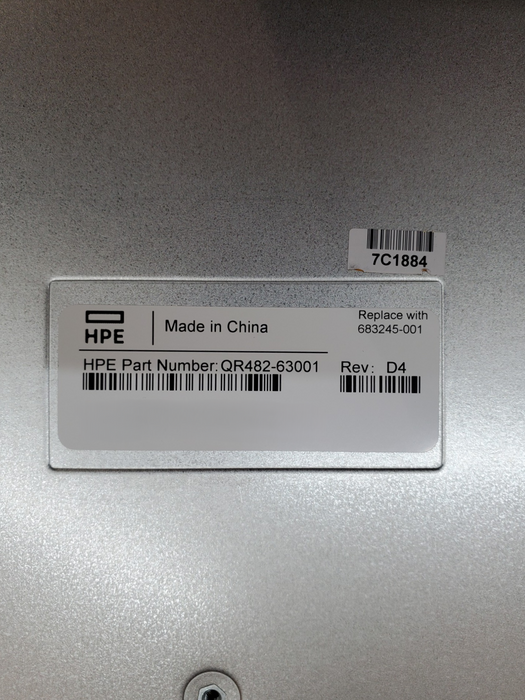 7C1884
HPE
Made in China
Replace with
683245-001
HPE Part Number: QR482-63001
Rev: D4